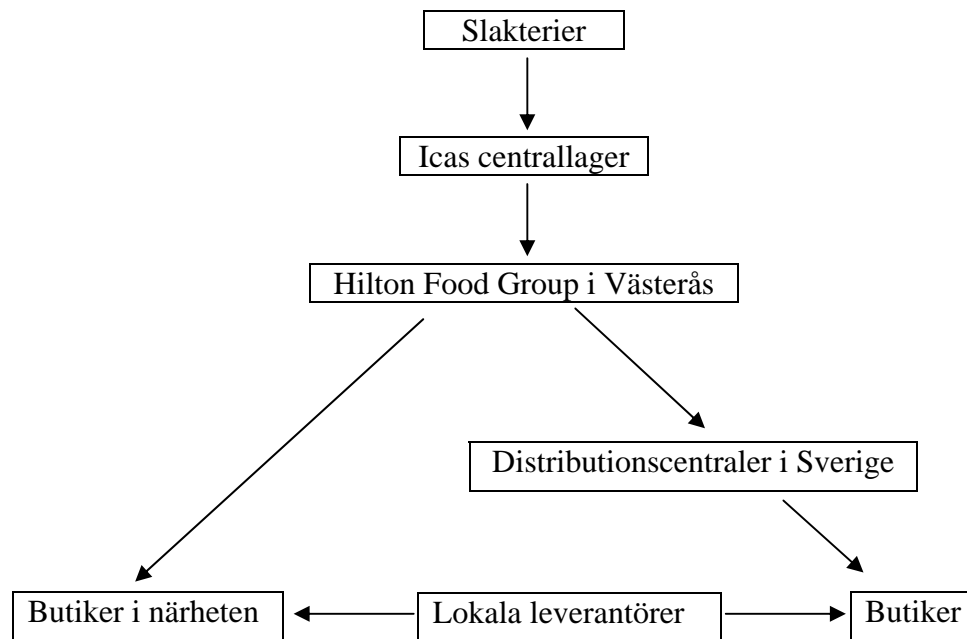 Slakterier
Icas centrallager
Hilton Food Group i Västerås
Distributionscentraler i Sverige
Butiker i närheten
Lokala leverantörer
Butiker